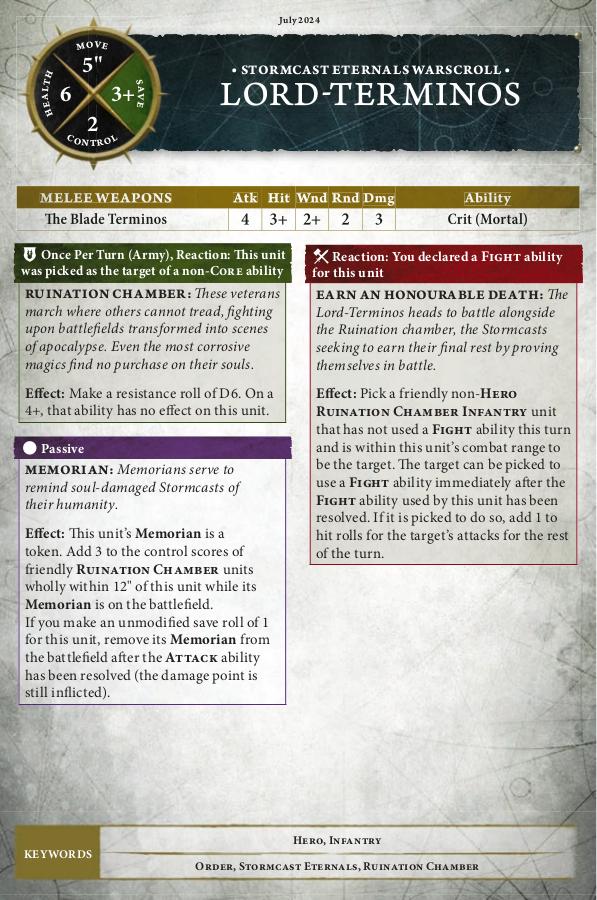 July 2024
MOVE
5"
HEALTH
6
3+
SAVE
2
CONTROL
• STORMCAST ETERNALS WARSCROLL •
LORD-TERMINOS
MELEE WEAPONS Atk Hit Wnd Rnd Dmg Ability
The Blade Terminos 4 3+ 2+ 2 3 Crit (Mortal)
Once Per Turn (Army), Reaction: This unit
was picked as the target of a non-CORE ability
RUINATION CHAMBER: These veterans
march where others cannot tread, fighting
upon battlefields transformed into scenes
of apocalypse. Even the most corrosive
magics find no purchase on their souls.
Effect: Make a resistance roll of D6. On a
4+, that ability has no effect on this unit.
Passive
MEMORIAN: Memorians serve to
remind soul-damaged Stormcasts of
their humanity.
Effect: This unit's Memorian is a
token. Add 3 to the control scores of
friendly RUINATION CHAMBER units
wholly within 12" of this unit while its
Memorian is on the battlefield.
If you make an unmodified save roll of 1
for this unit, remove its Memorian from
the battlefield after the ATTACK ability
has been resolved (the damage point is
still inflicted).
Reaction: You declared a FIGHT ability
for this unit
EARN AN HONOURABLE DEATH: The
Lord-Terminos heads to battle alongside
the Ruination chamber, the Stormcasts
seeking to earn their final rest by proving
themselves in battle.
Effect: Pick a friendly non-HERO
RUINATION CHAMBER INFANTRY unit
that has not used a FIGHT ability this turn
and is within this unit's combat range to
be the target. The target can be picked to
use a FIGHT ability immediately after the
FIGHT ability used by this unit has been
resolved. If it is picked to do so, add 1 to
hit rolls for the target's attacks for the rest
of the turn.
KEYWORDS
HERO, INFANTRY
ORDER, STORMCAST ETERNALS, RUINATION CHAMBER